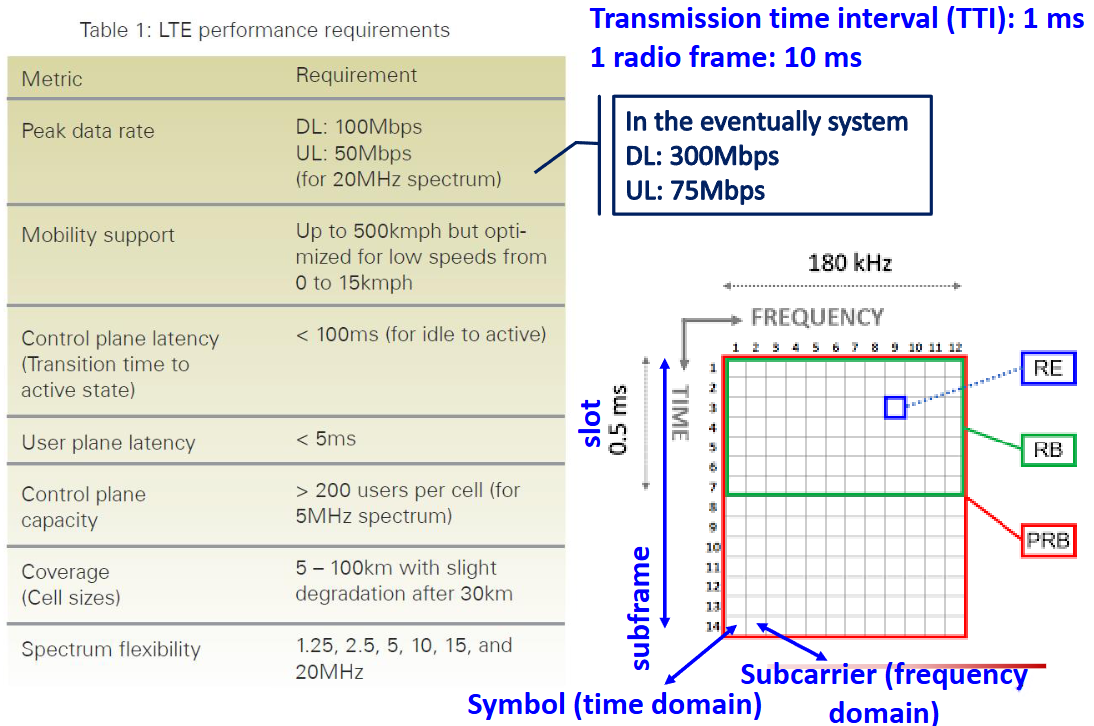 Table 1: LTE performance requirements
Metric Requirement
Peak data rate DL: 100Mbps
UL: 50Mbps
(for 20MHz spectrum)
Mobility support Up to 500kmph but opti-
mized for low speeds from
0 to 15kmph
Control plane latency < 100ms (for idle to active)
(Transition time to
active state)
User plane latency < 5ms
Control plane > 200 users per cell (for
capacity 5MHz spectrum)
Coverage 5 – 100km with slight
(Cell sizes) degradation after 30km
Spectrum flexibility 1.25, 2.5, 5, 10, 15, and
20MHz
Transmission time interval (TTI): 1 ms
1 radio frame: 10 ms
In the eventually system
DL: 300Mbps
UL: 75Mbps
180 kHz
FREQUENCY
1 2 3 4 5 6 7 8 9 10 11 12
TIME
1
2
3
4
5
6
7
8
9
10
11
12
13
14
slot
0.5 ms
subframe
RE
RB
PRB
Subcarrier (frequency
domain)
Symbol (time domain)